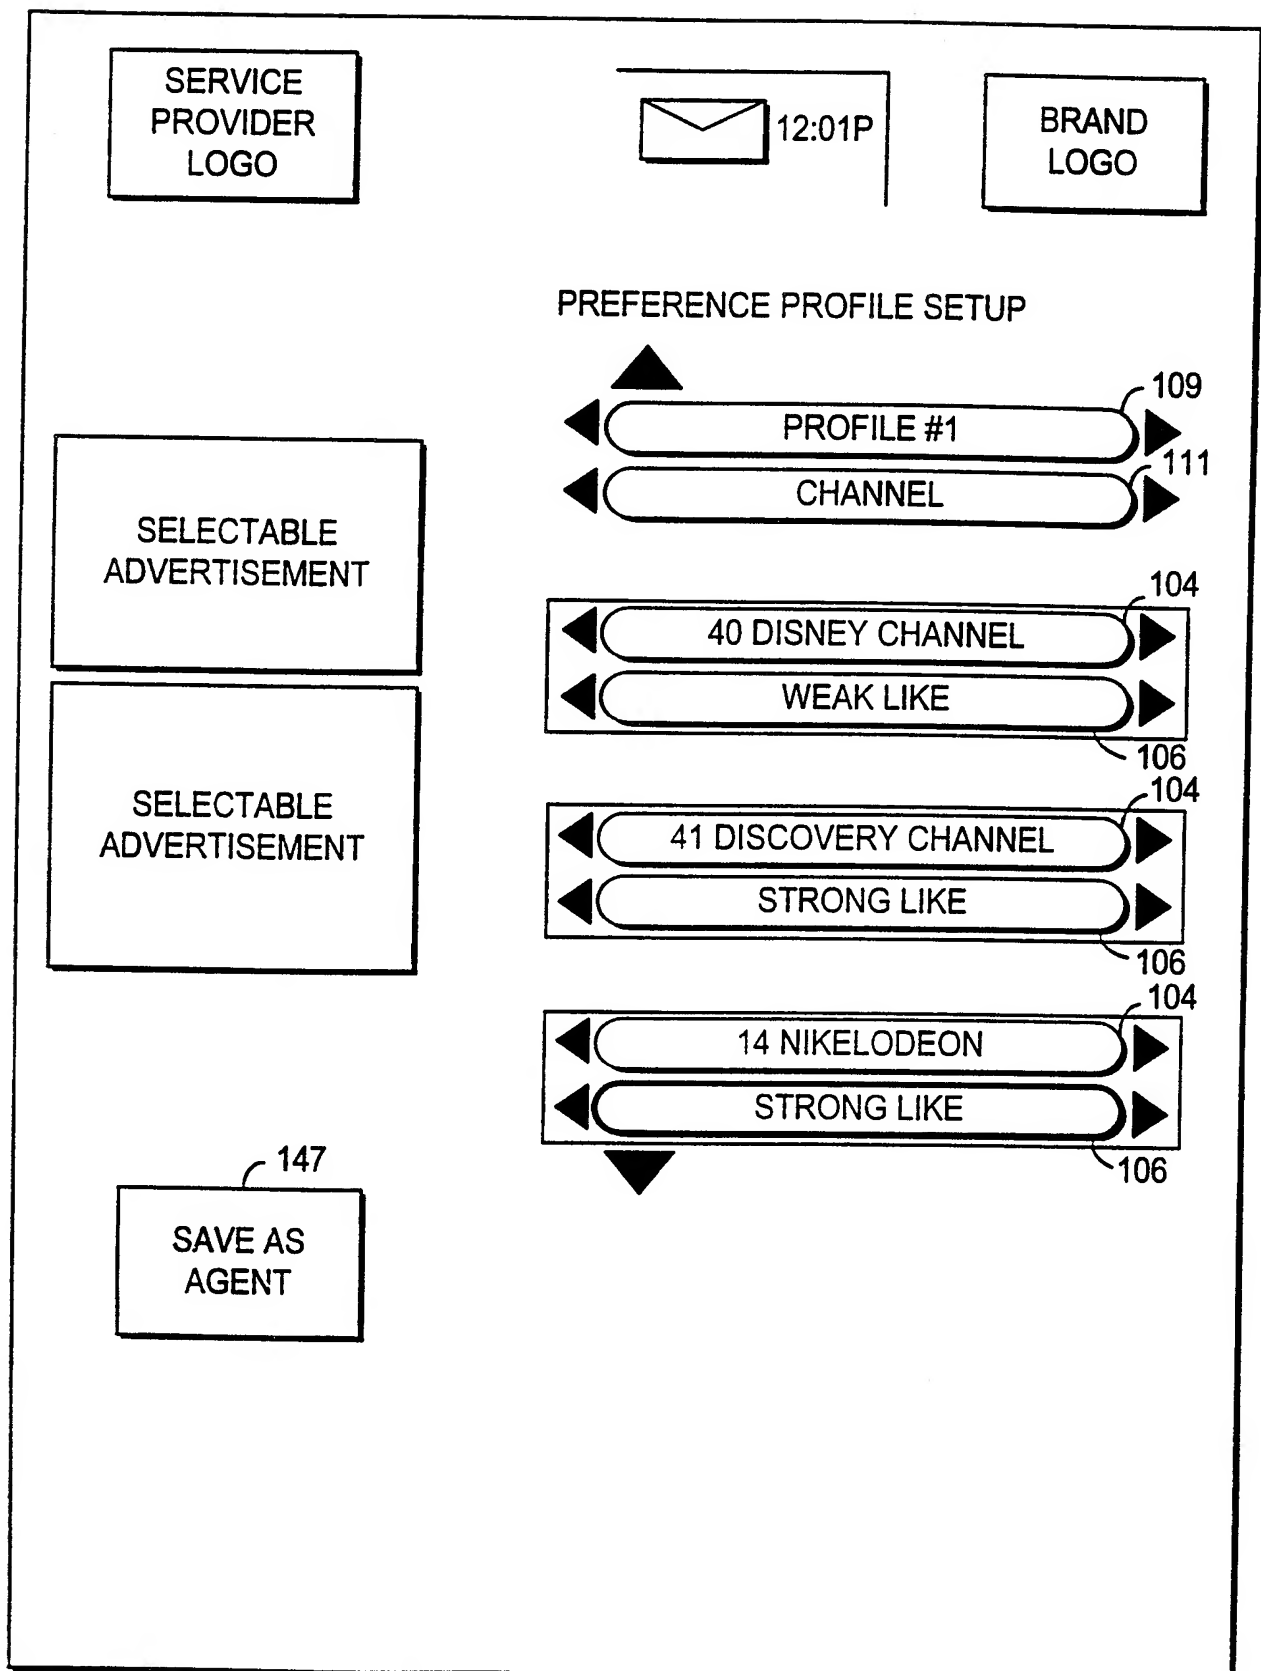 SERVICE
PROVIDER
LOGO
12:01P
BRAND
LOGO
PREFERENCE PROFILE SETUP
109
PROFILE #1
111
CHANNEL
SELECTABLE
ADVERTISEMENT
104
40 DISNEY CHANNEL
WEAK LIKE
106
SELECTABLE
ADVERTISEMENT
104
41 DISCOVERY CHANNEL
STRONG LIKE
106
104
14 NIKELODEON
STRONG LIKE
106
147
SAVE AS
AGENT